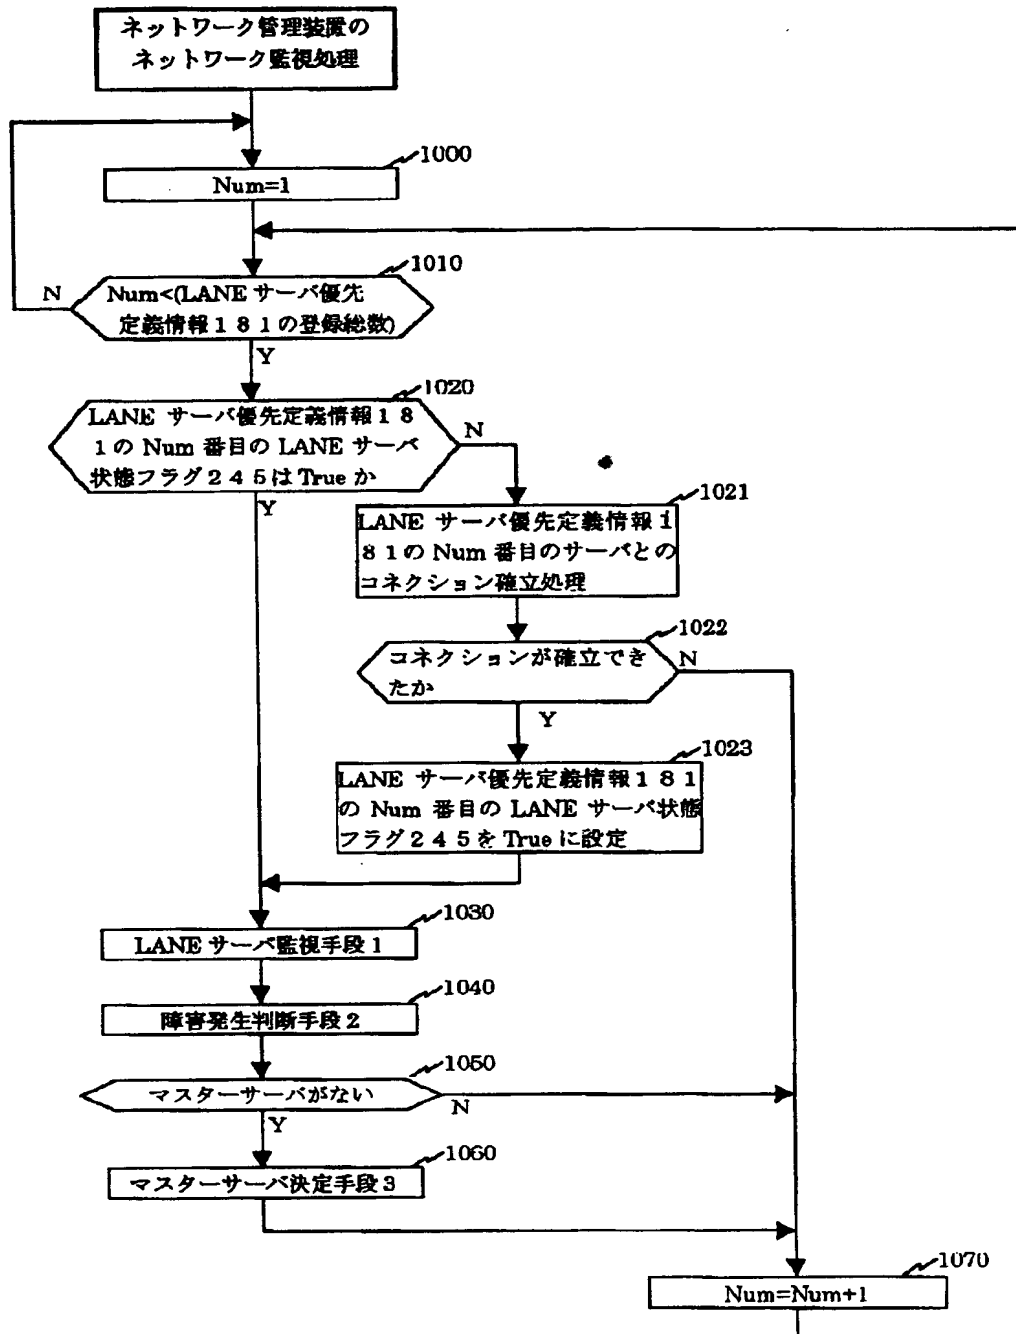 ネットワーク管理装置の
ネットワーク監視処理
1000
Num=1
1010
N
Num<(LANE サーバ優先
定義情報１８１の登録総数)
Y
1020
LANE サーバ優先定義情報１８
１の Num 番目の LANE サーバ
状態フラグ２４５は True か
N
Y
1021
LANE サーバ優先定義情報１
８１の Num 番目のサーバとの
コネクション確立処理
1022
コネクションが確立でき
たか
N
Y
1023
LANE サーバ優先定義情報１８１
の Num 番目の LANE サーバ状態
フラグ２４５を True に設定
1030
LANE サーバ監視手段１
1040
障害発生判断手段２
1050
マスターサーバがない
N
Y
1060
マスターサーバ決定手段３
1070
Num=Num+1